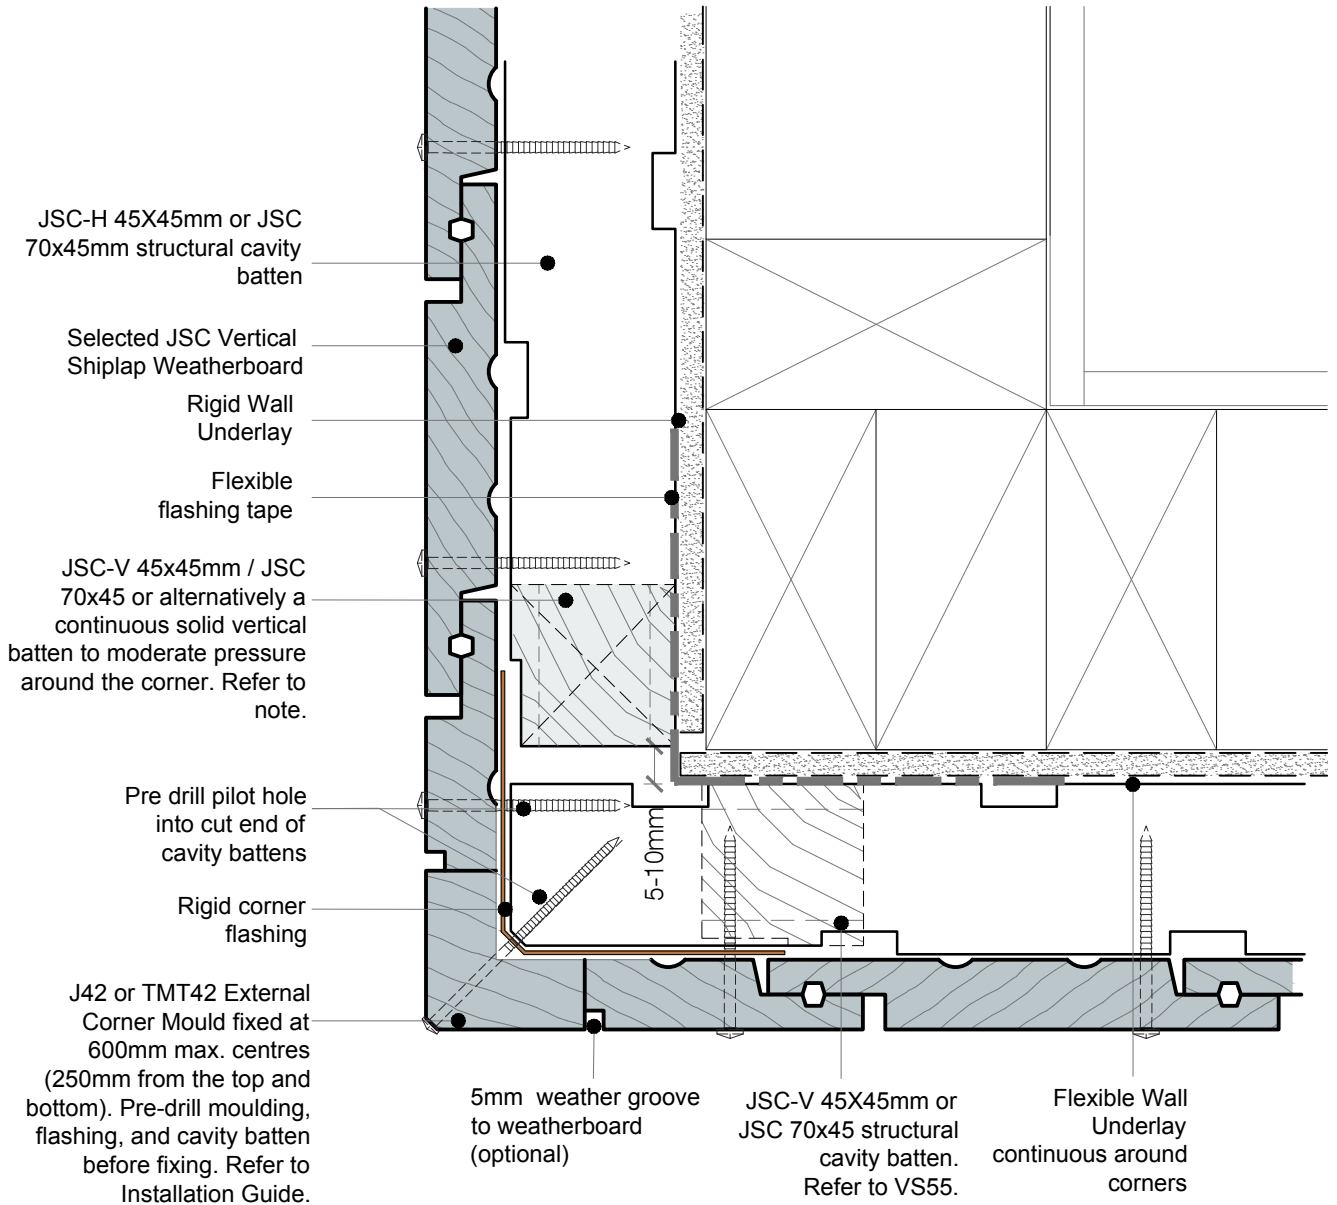 JSC-H 45X45mm or JSC
70x45mm structural cavity
batten
Selected JSC Vertical
Shiplap Weatherboard
Rigid Wall
Underlay
Flexible
flashing tape
JSC-V 45x45mm / JSC
70x45 or alternatively a
continuous solid vertical
batten to moderate pressure
around the corner. Refer to
note.
Pre drill pilot hole
into cut end of
cavity battens
Rigid corner
flashing
J42 or TMT42 External
Corner Mould fixed at
600mm max. centres
(250mm from the top and
bottom). Pre-drill moulding,
flashing, and cavity batten
before fixing. Refer to
Installation Guide.
5-10mm
5mm weather groove
to weatherboard
(optional)
JSC-V 45X45mm or
JSC 70x45 structural
cavity batten.
Refer to VS55.
Flexible Wall
Underlay
continuous around
corners